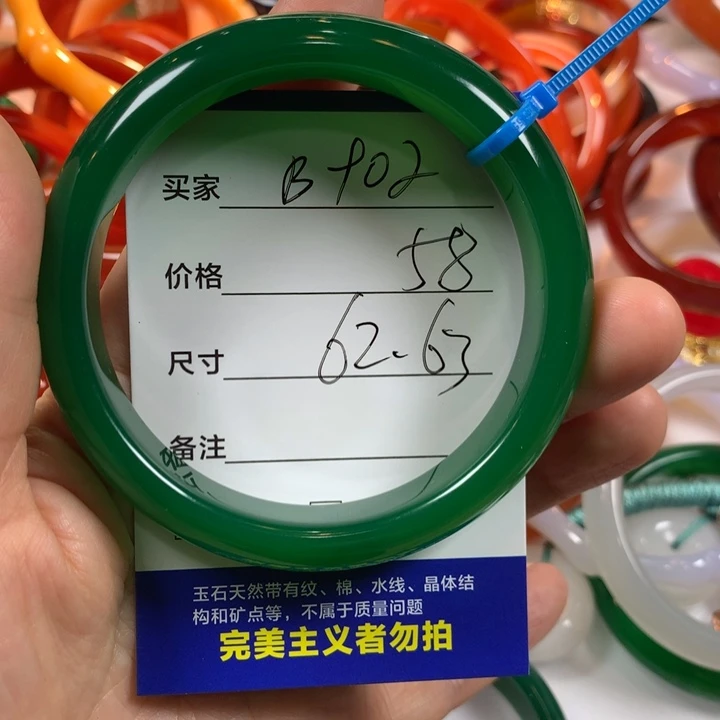 买家 B902
价格 58
尺寸 62-63
备注
玉石天然带有纹、棉、水线、晶体结
构和矿点等，不属于质量问题
完美主义者勿拍